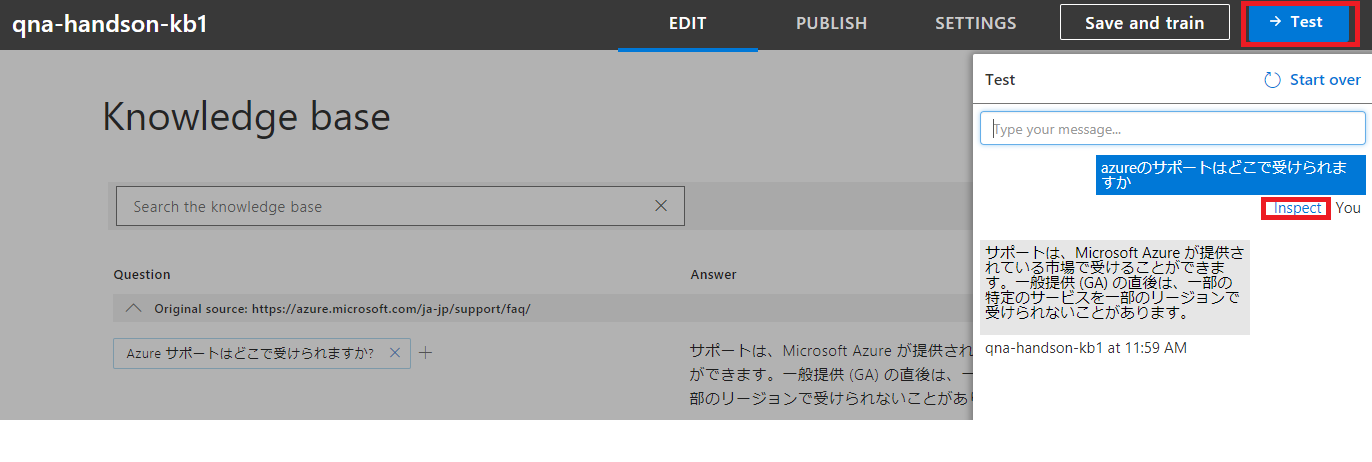 qna-handson-kb1
EDIT
PUBLISH
SETTINGS
Save and train
→ Test
Knowledge base
Search the knowledge base
Question
Answer
Original source: https://azure.microsoft.com/ja-jp/support/faq/
Azure サポートはどこで受けられますか?
サポートは、Microsoft Azure が提供され
ができます。一般提供 (GA) の直後は、一
部のリージョンで受けられないことがあ
Test
Start over
Type your message...
azureのサポートはどこで受けられま
すか
Inspect You
サポートは、Microsoft Azure が提供さ
れている市場で受けることができま
す。一般提供 (GA) の直後は、一部の
特定のサービスを一部のリージョンで
受けられないことがあります。
qna-handson-kb1 at 11:59 AM